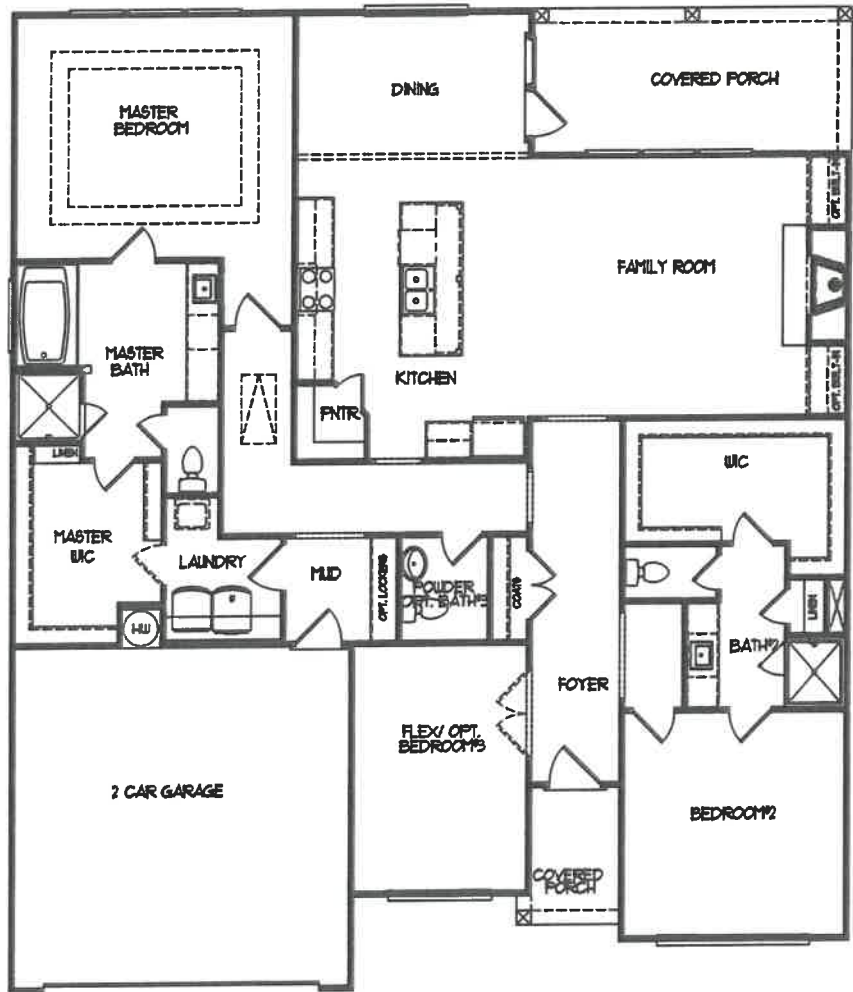 MASTER
BEDROOM
DINING
COVERED PORCH
OPT. BUILT-IN
FAMILY ROOM
MASTER
BATH
KITCHEN
OPT. BUILT-IN
PNTR
LINEN
WIC
MASTER
WIC
LAUNDRY
MUD
OPT. LOCKERS
POWDER
OPT. BATH#3
COATS
LINEN
HW
BATH#2
FOYER
FLEX/ OPT.
BEDROOM#3
2 CAR GARAGE
BEDROOM#2
COVERED
PORCH